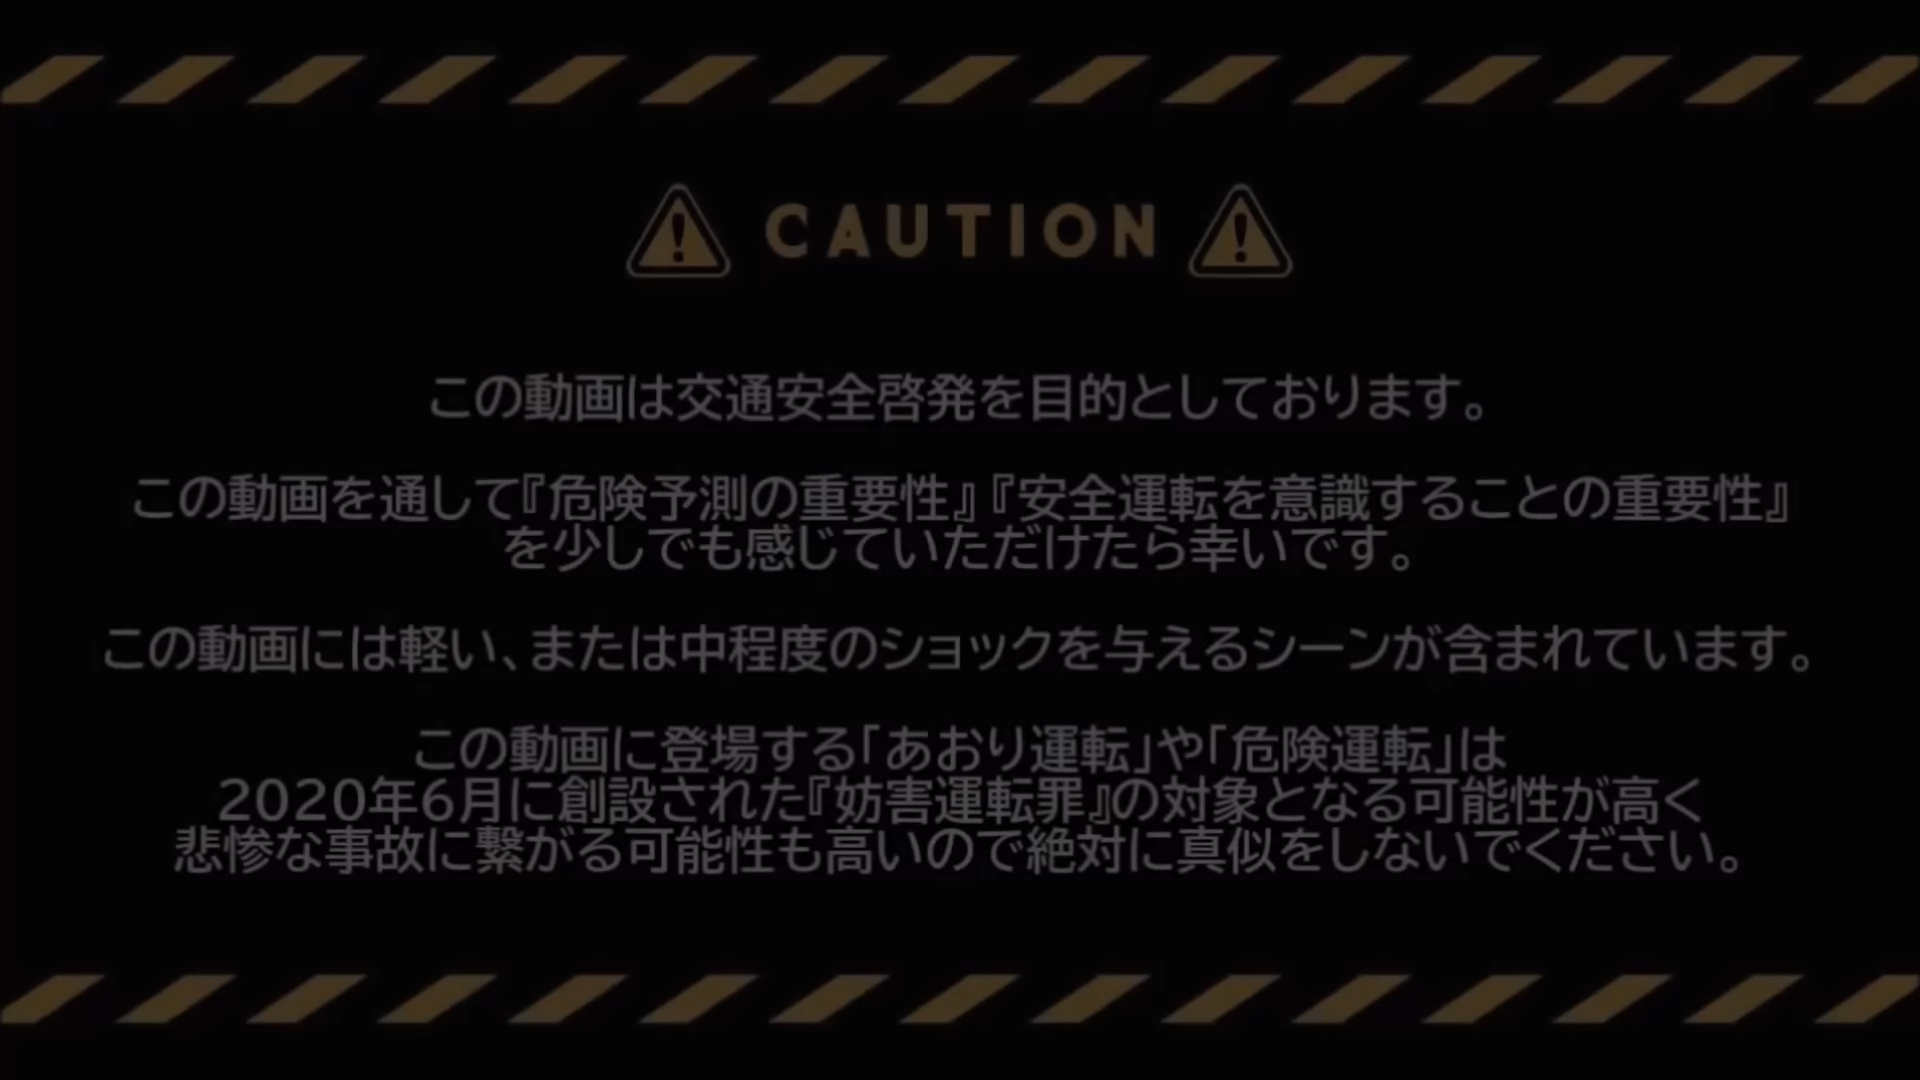 CAUTION
この動画は交通安全啓発を目的としております。
この動画を通して『危険予測の重要性』『安全運転を意識することの重要性』
を少しでも感じていただけたら幸いです。
この動画には軽い、または中程度のショックを与えるシーンが含まれています。
この動画に登場する「あおり運転」や「危険運転」は
2020年6月に創設された『妨害運転罪』の対象となる可能性が高く
悲惨な事故に繋がる可能性も高いので絶対に真似をしないでください。